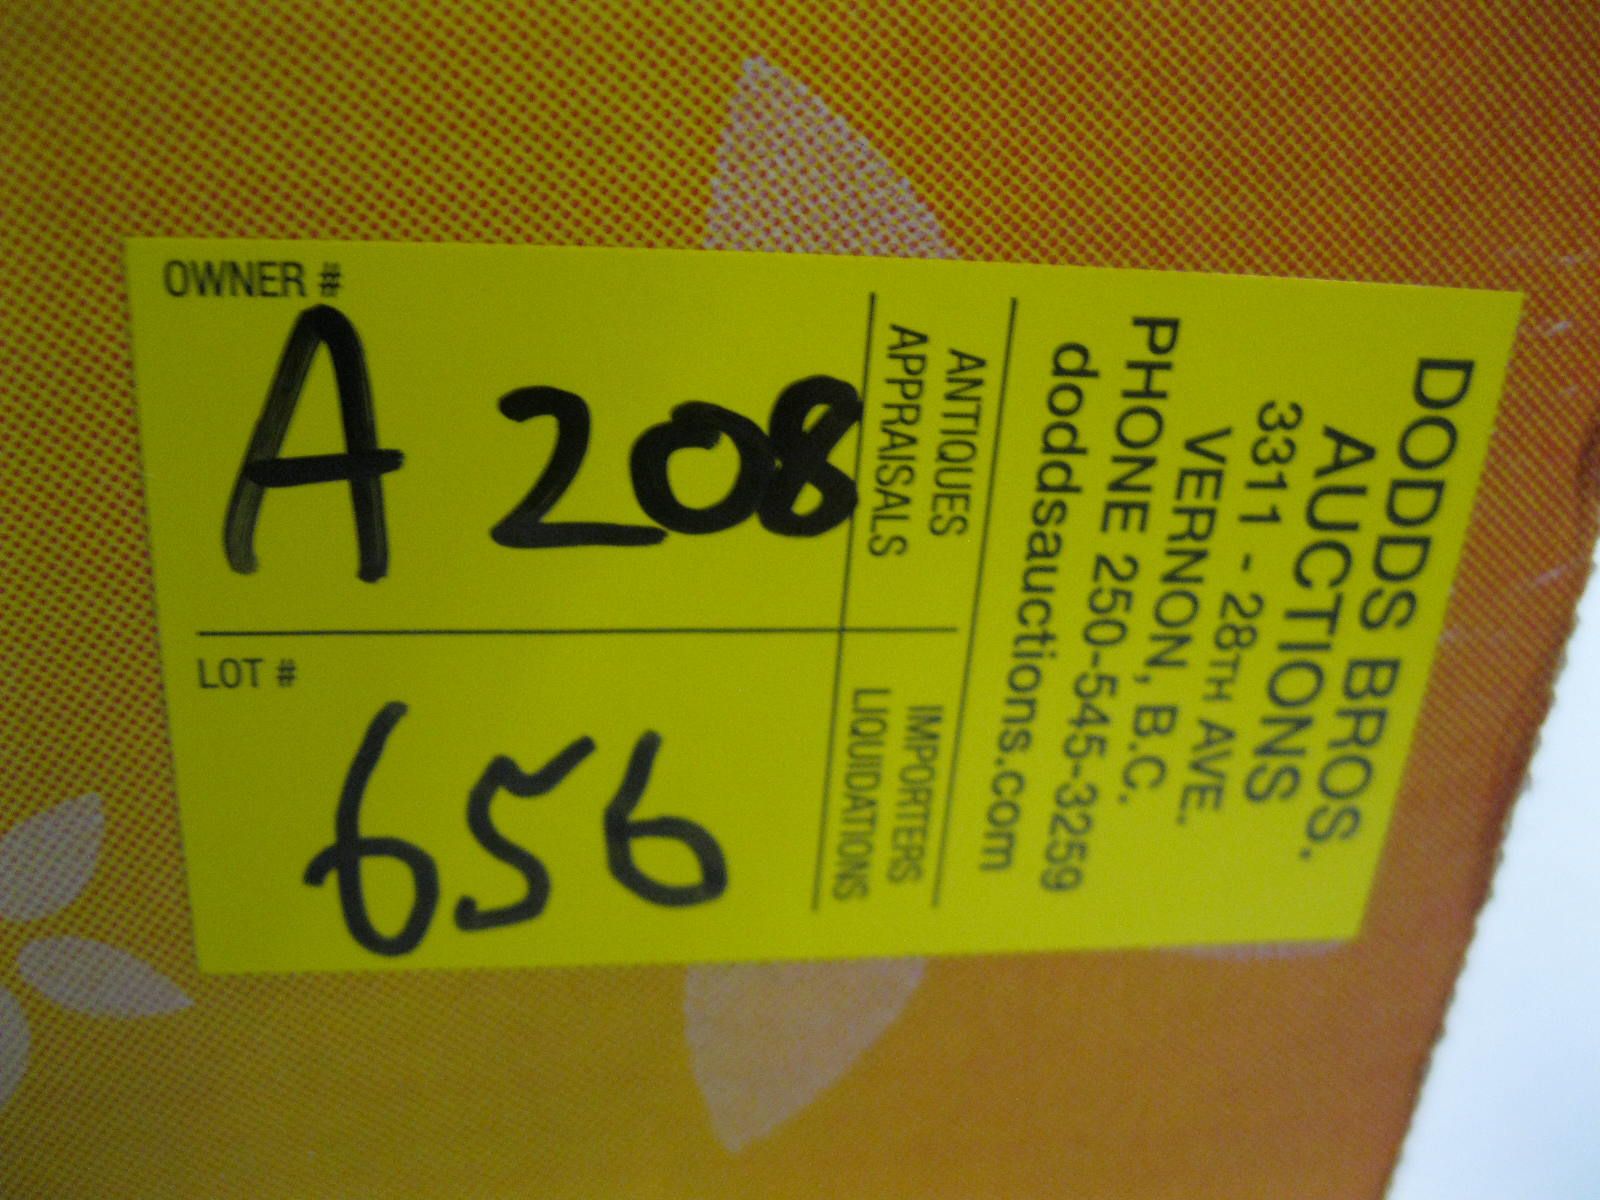 DODDS BROS.
AUCTIONS
3311 - 28TH AVE.
VERNON, B.C.
PHONE 250-545-3259
doddsauctions.com
ANTIQUES
APPRAISALS
IMPORTERS
LIQUIDATIONS
OWNER #
A 208
LOT #
656